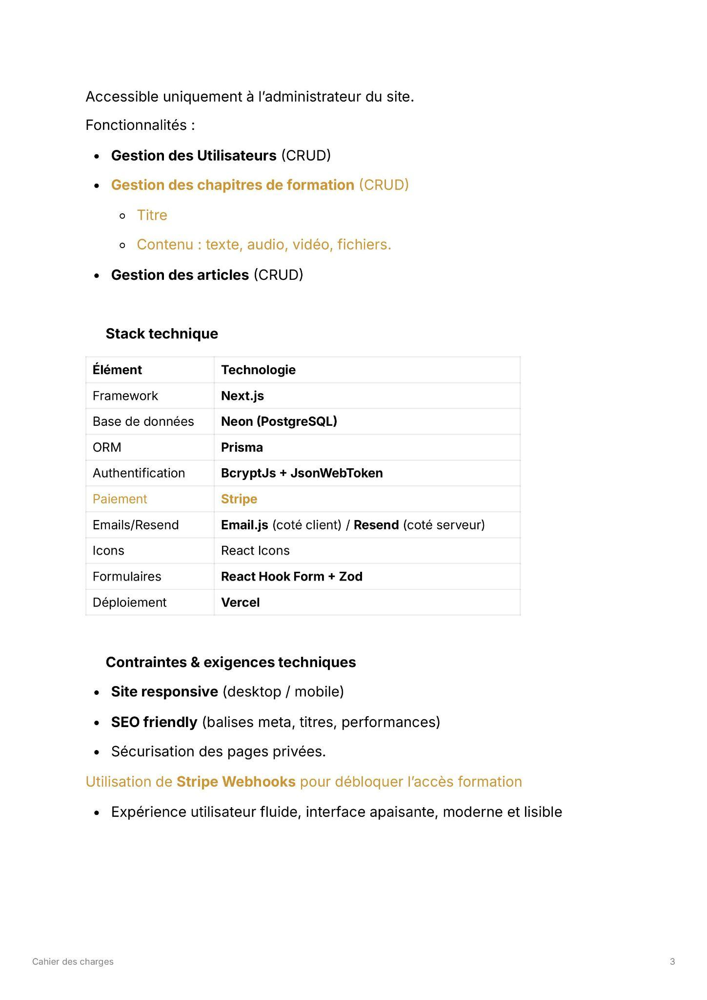 Accessible uniquement à l’administrateur du site.
Fonctionnalités :
• Gestion des Utilisateurs (CRUD)
• Gestion des chapitres de formation (CRUD)
◦ Titre
◦ Contenu : texte, audio, vidéo, fichiers.
• Gestion des articles (CRUD)
Stack technique
Élément Technologie
Framework Next.js
Base de données Neon (PostgreSQL)
ORM Prisma
Authentification BcryptJs + JsonWebToken
Paiement Stripe
Emails/Resend Email.js (coté client) / Resend (coté serveur)
Icons React Icons
Formulaires React Hook Form + Zod
Déploiement Vercel
Contraintes & exigences techniques
• Site responsive (desktop / mobile)
• SEO friendly (balises meta, titres, performances)
• Sécurisation des pages privées.
Utilisation de Stripe Webhooks pour débloquer l’accès formation
• Expérience utilisateur fluide, interface apaisante, moderne et lisible
Cahier des charges 3